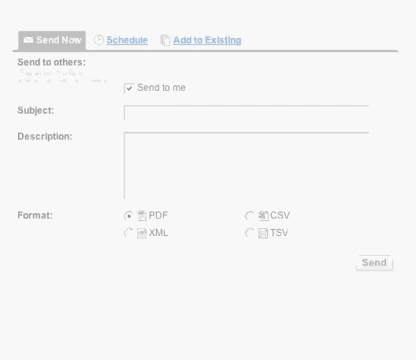 Send Now Schedule Add to Existing
Send to others:
Send to me
Subject:
Description:
Format: PDF CSV
XML TSV
Send